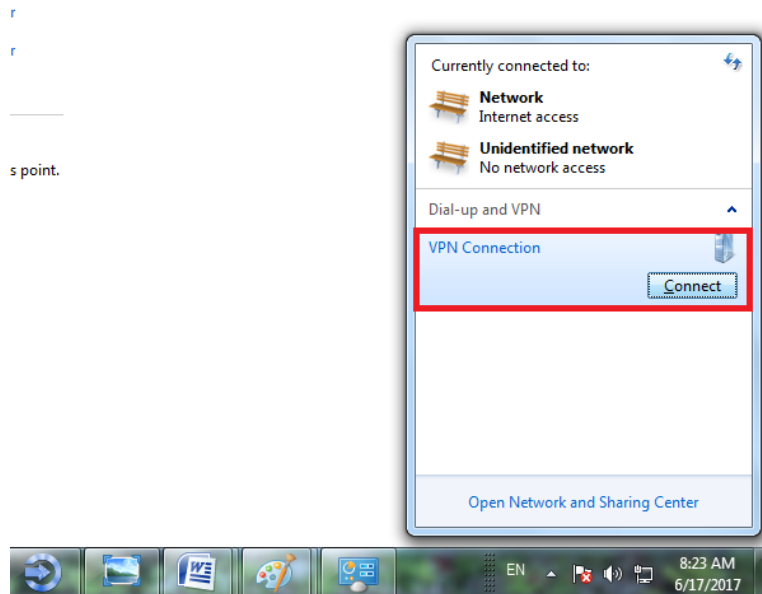 r
r
s point.
Currently connected to:
Network
Internet access
Unidentified network
No network access
Dial-up and VPN
VPN Connection
Connect
Open Network and Sharing Center
W
EN
8:23 AM
6/17/2017